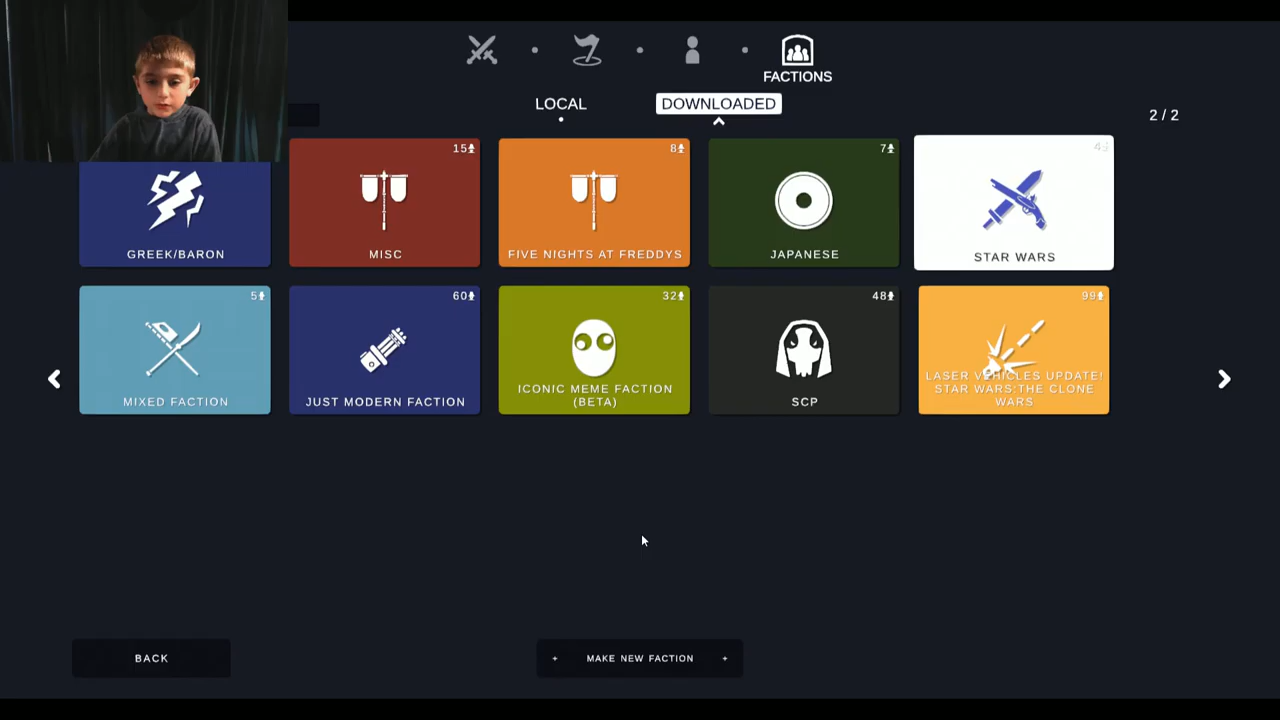 FACTIONS
LOCAL
DOWNLOADED
2/2
15
8
7
GREEK/BARON
MISC
FIVE NIGHTS AT FREDDYS
JAPANESE
STAR WARS
5
60
32
48
99
MIXED FACTION
JUST MODERN FACTION
ICONIC MEME FACTION
(BETA)
SCP
LASER VEHICLES UPDATE!
STAR WARS:THE CLONE
WARS
BACK
+ MAKE NEW FACTION +